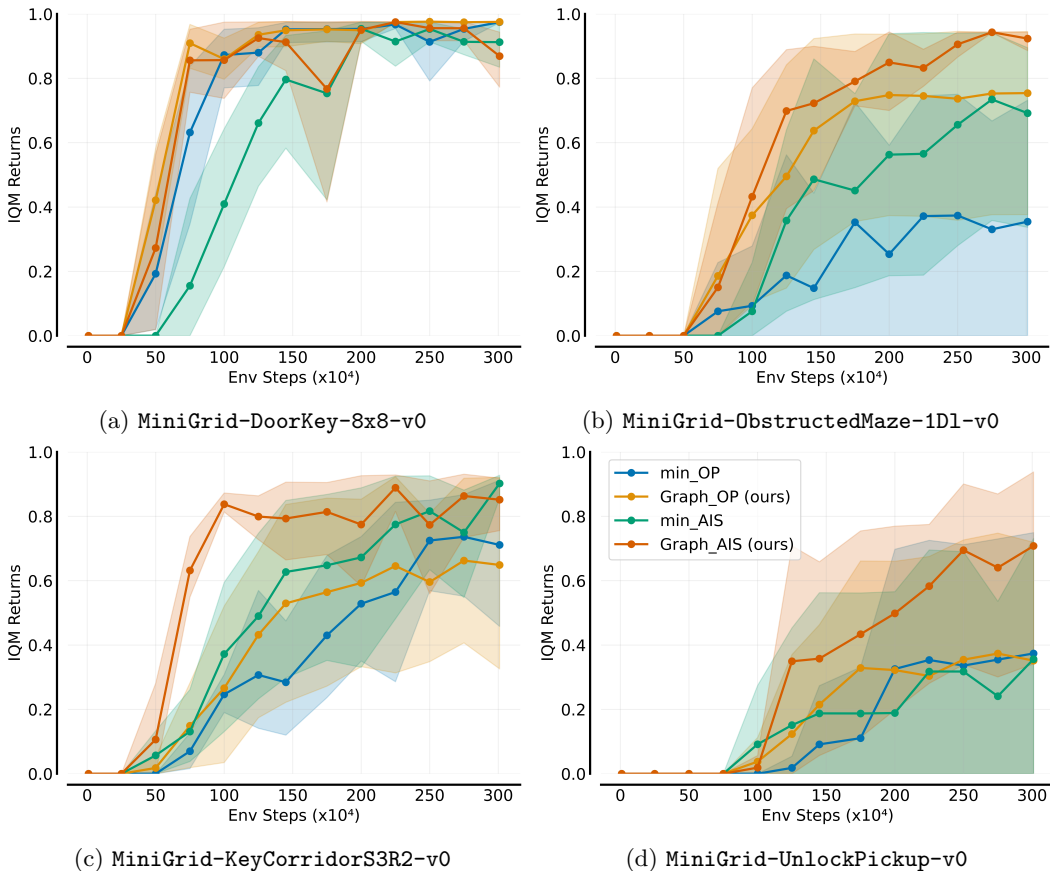 1.0
0.8
0.6
0.4
0.2
0.0
IQM Returns
0 50 100 150 200 250 300
Env Steps (x10⁴)
(a) MiniGrid-DoorKey-8x8-v0
1.0
0.8
0.6
0.4
0.2
0.0
IQM Returns
0 50 100 150 200 250 300
Env Steps (x10⁴)
(b) MiniGrid-ObstructedMaze-1Dl-v0
1.0
0.8
0.6
0.4
0.2
0.0
IQM Returns
0 50 100 150 200 250 300
Env Steps (x10⁴)
(c) MiniGrid-KeyCorridorS3R2-v0
1.0
0.8
0.6
0.4
0.2
0.0
IQM Returns
min_OP
Graph_OP (ours)
min_AIS
Graph_AIS (ours)
0 50 100 150 200 250 300
Env Steps (x10⁴)
(d) MiniGrid-UnlockPickup-v0